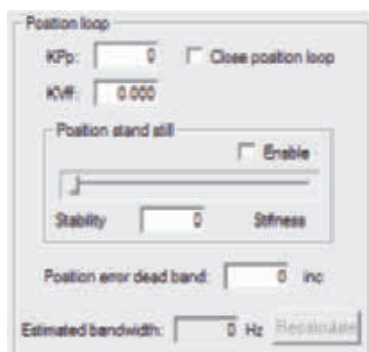 Position loop
KPp: 0 Close position loop
KVff: 0.000
Position stand still
Enable
Stability 0 Stifness
Position error dead band: 0 inc
Estimated bandwidth: 0 Hz Recalculate